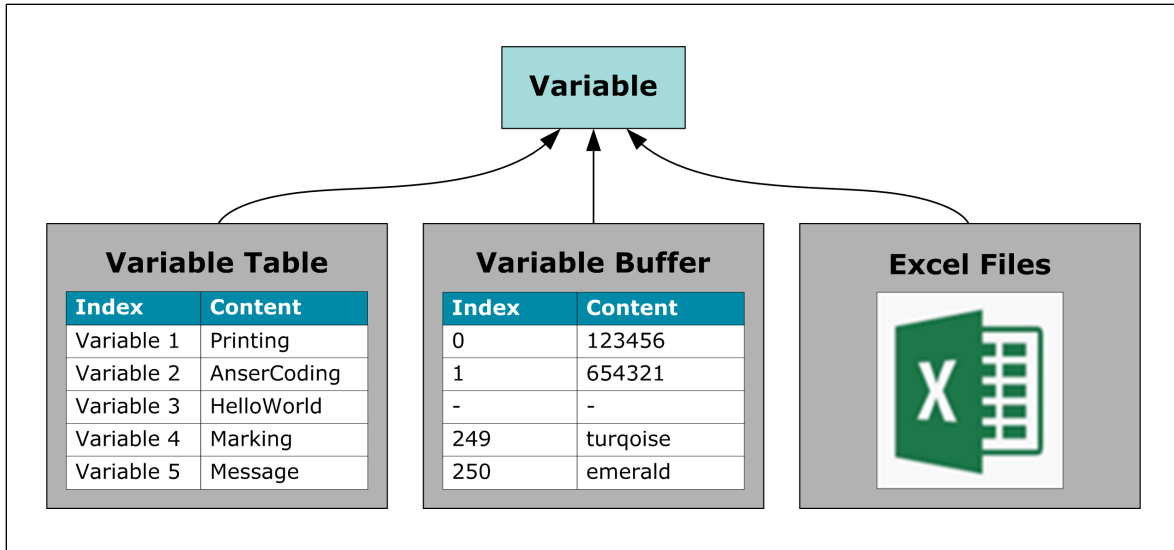 Variable
Variable Table
Index Content
Variable 1 Printing
Variable 2 AnserCoding
Variable 3 HelloWorld
Variable 4 Marking
Variable 5 Message
Variable Buffer
Index Content
0 123456
1 654321
- -
249 turqoise
250 emerald
Excel Files
X